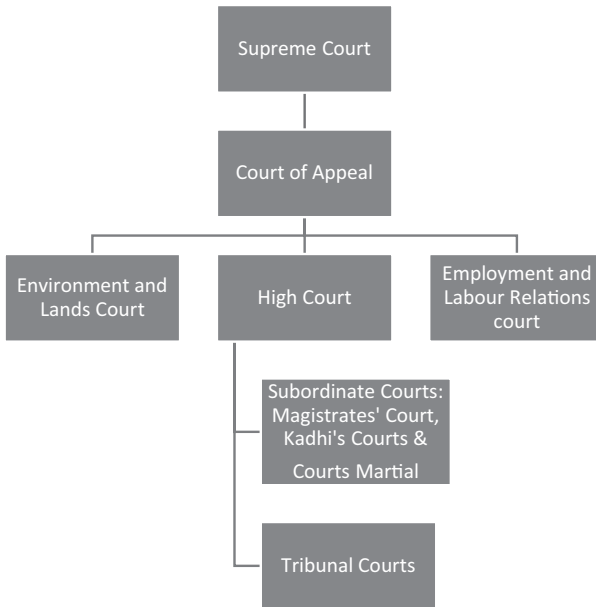 Supreme Court
Court of Appeal
Environment and
Lands Court
High Court
Employment and
Labour Relations
court
Subordinate Courts:
Magistrates' Court,
Kadhi's Courts &
Courts Martial
Tribunal Courts